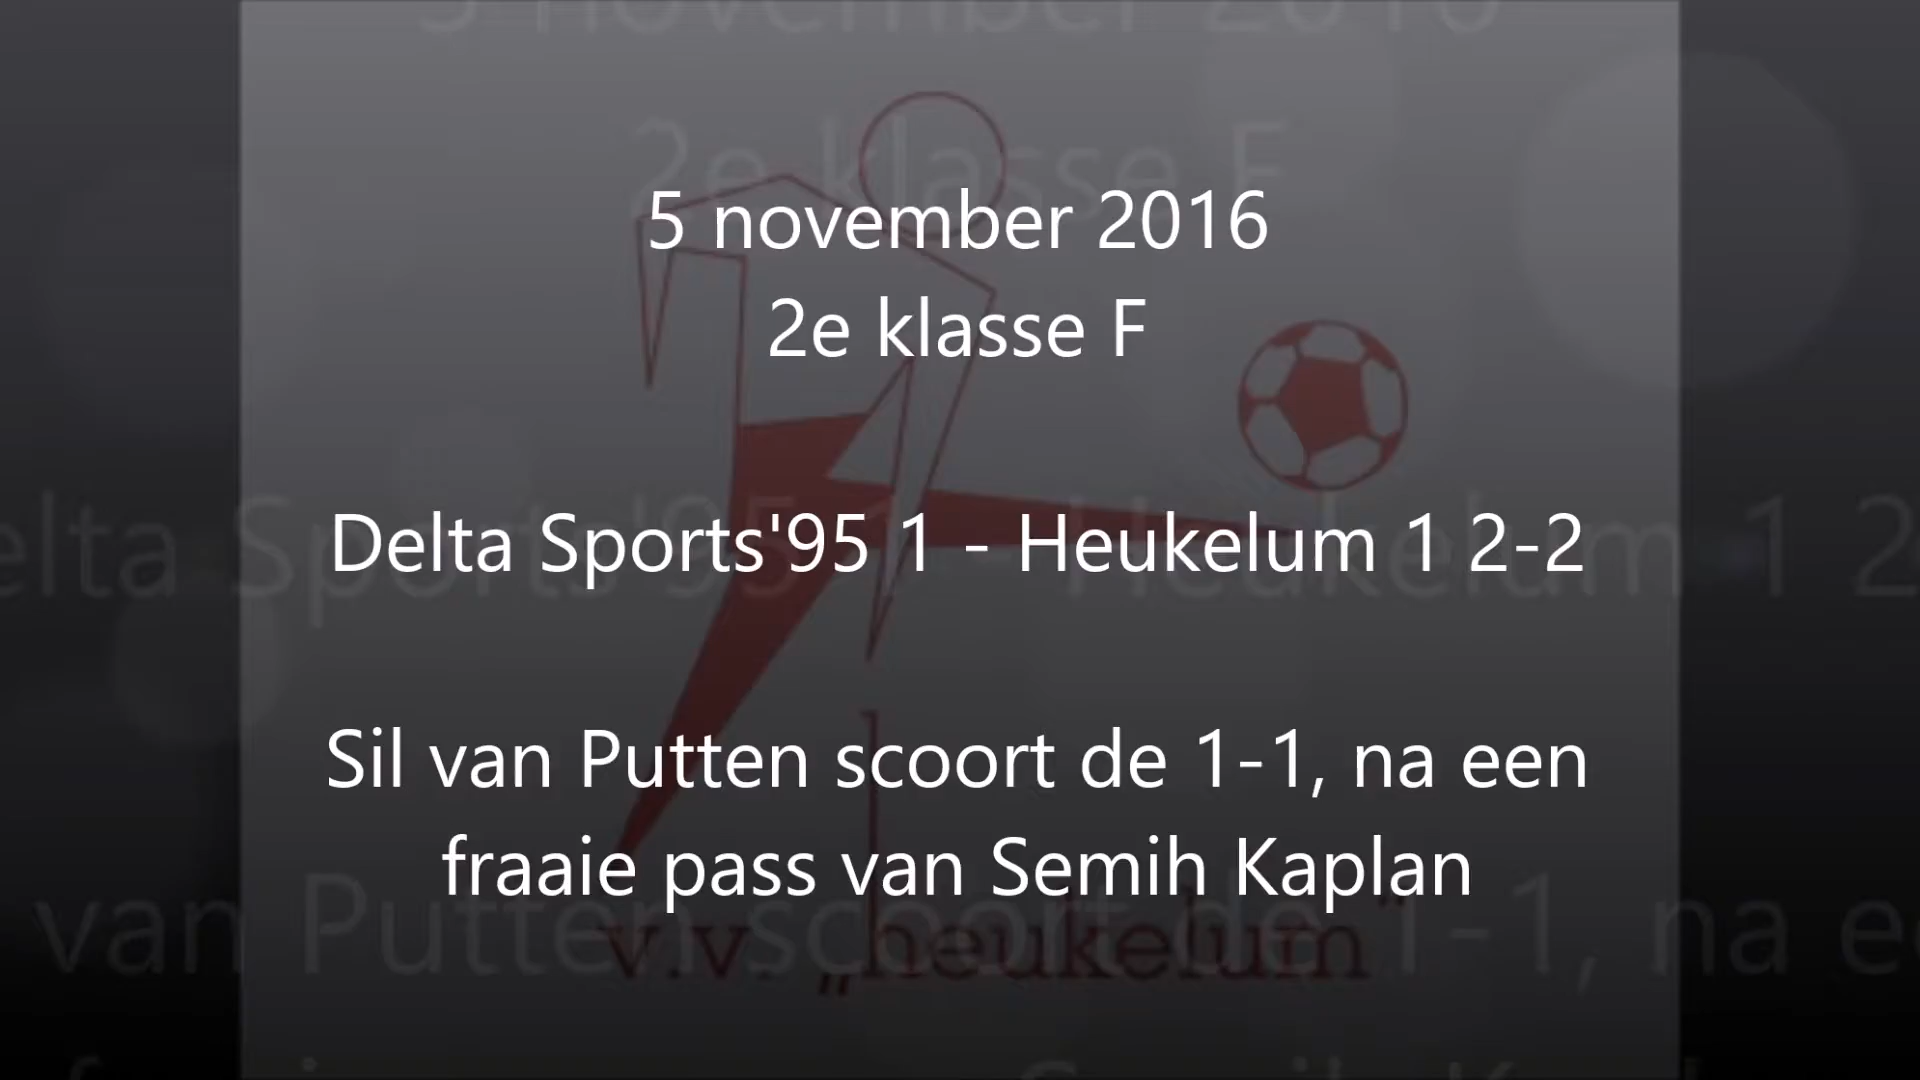 5 november 2016
2e klasse F
Delta Sports'95 1 - Heukelum 1 2-2
Sil van Putten scoort de 1-1, na een
fraaie pass van Semih Kaplan
v.v. „heukelum”